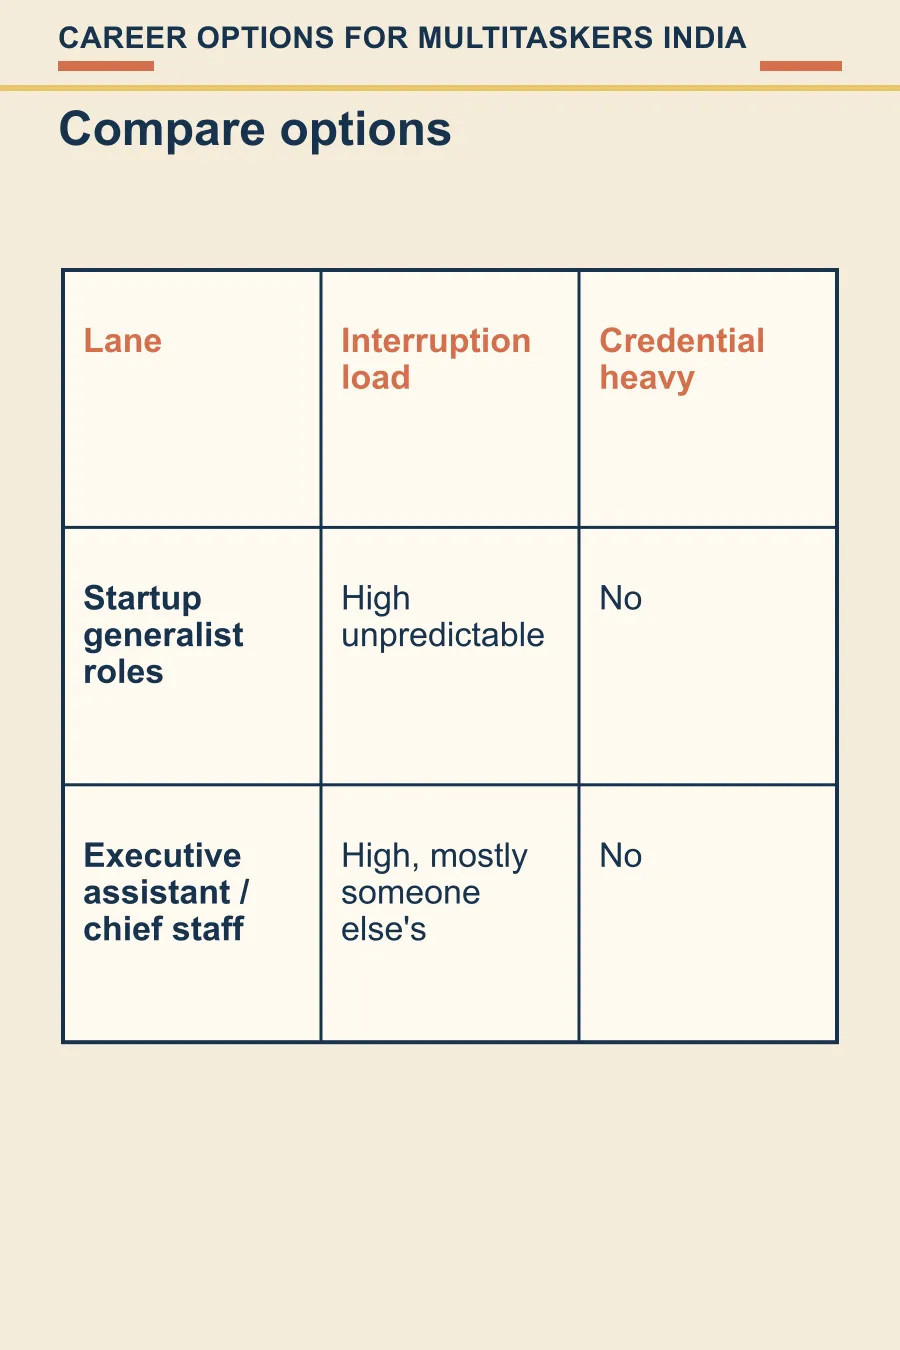 CAREER OPTIONS FOR MULTITASKERS INDIA
Compare options
Lane
Interruption
load
Credential
heavy
Startup
generalist
roles
High
unpredictable
No
Executive
assistant /
chief staff
High, mostly
someone
else's
No